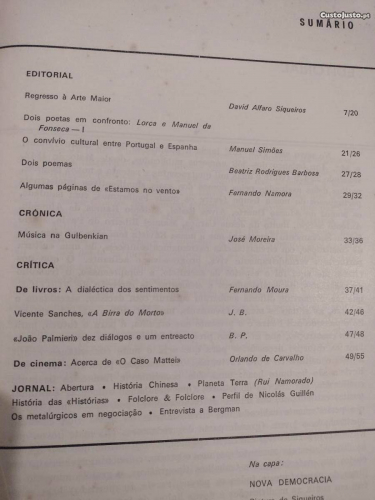 CustoJusto.pt
SUMÁRIO
EDITORIAL
Regresso à Arte Maior David Alfaro Siqueiros 7/20
Dois poetas em confronto: Lorca e Manuel da
Fonseca — I
O convívio cultural entre Portugal e Espanha Manuel Simões 21/26
Dois poemas Beatriz Rodrigues Barbosa 27/28
Algumas páginas de «Estamos no vento» Fernando Namora 29/32
CRÓNICA
Música na Gulbenkian José Moreira 33/36
CRÍTICA
De livros: A dialéctica dos sentimentos Fernando Moura 37/41
Vicente Sanches, «A Birra do Morto» J. B. 42/46
«João Palmieri» dez diálogos e um entreacto B. P. 47/48
De cinema: Acerca de «O Caso Mattei» Orlando de Carvalho 49/55
JORNAL: Abertura • História Chinesa • Planeta Terra (Rui Namorado)
História das «Histórias» • Folclore & Folclore • Perfil de Nicolás Guillén
Os metalúrgicos em negociação • Entrevista a Bergman
Na capa:
NOVA DEMOCRACIA
de Siqueiros